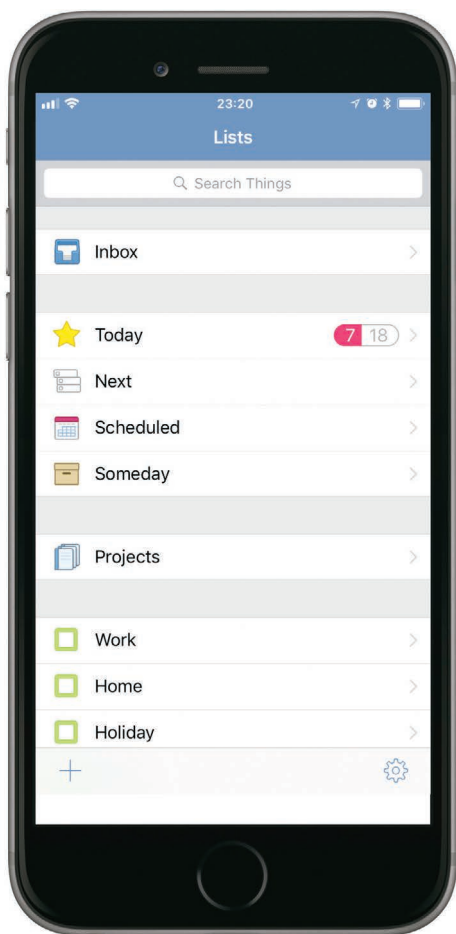 23:20
Lists
Search Things
Inbox
Today 7 18
Next
Scheduled
Someday
Projects
Work
Home
Holiday